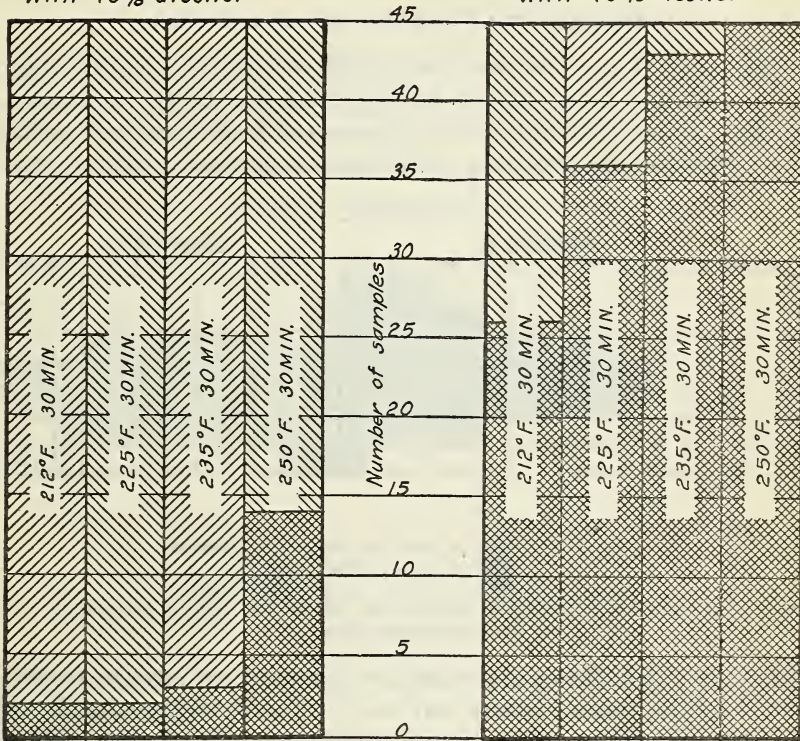 45
40
35
30
25
20
15
10
5
0
Number of samples
212°F. 30 MIN.
225°F. 30 MIN.
235°F. 30 MIN.
250°F. 30 MIN.
212°F. 30 MIN.
225°F. 30 MIN.
235°F. 30 MIN.
250°F. 30 MIN.